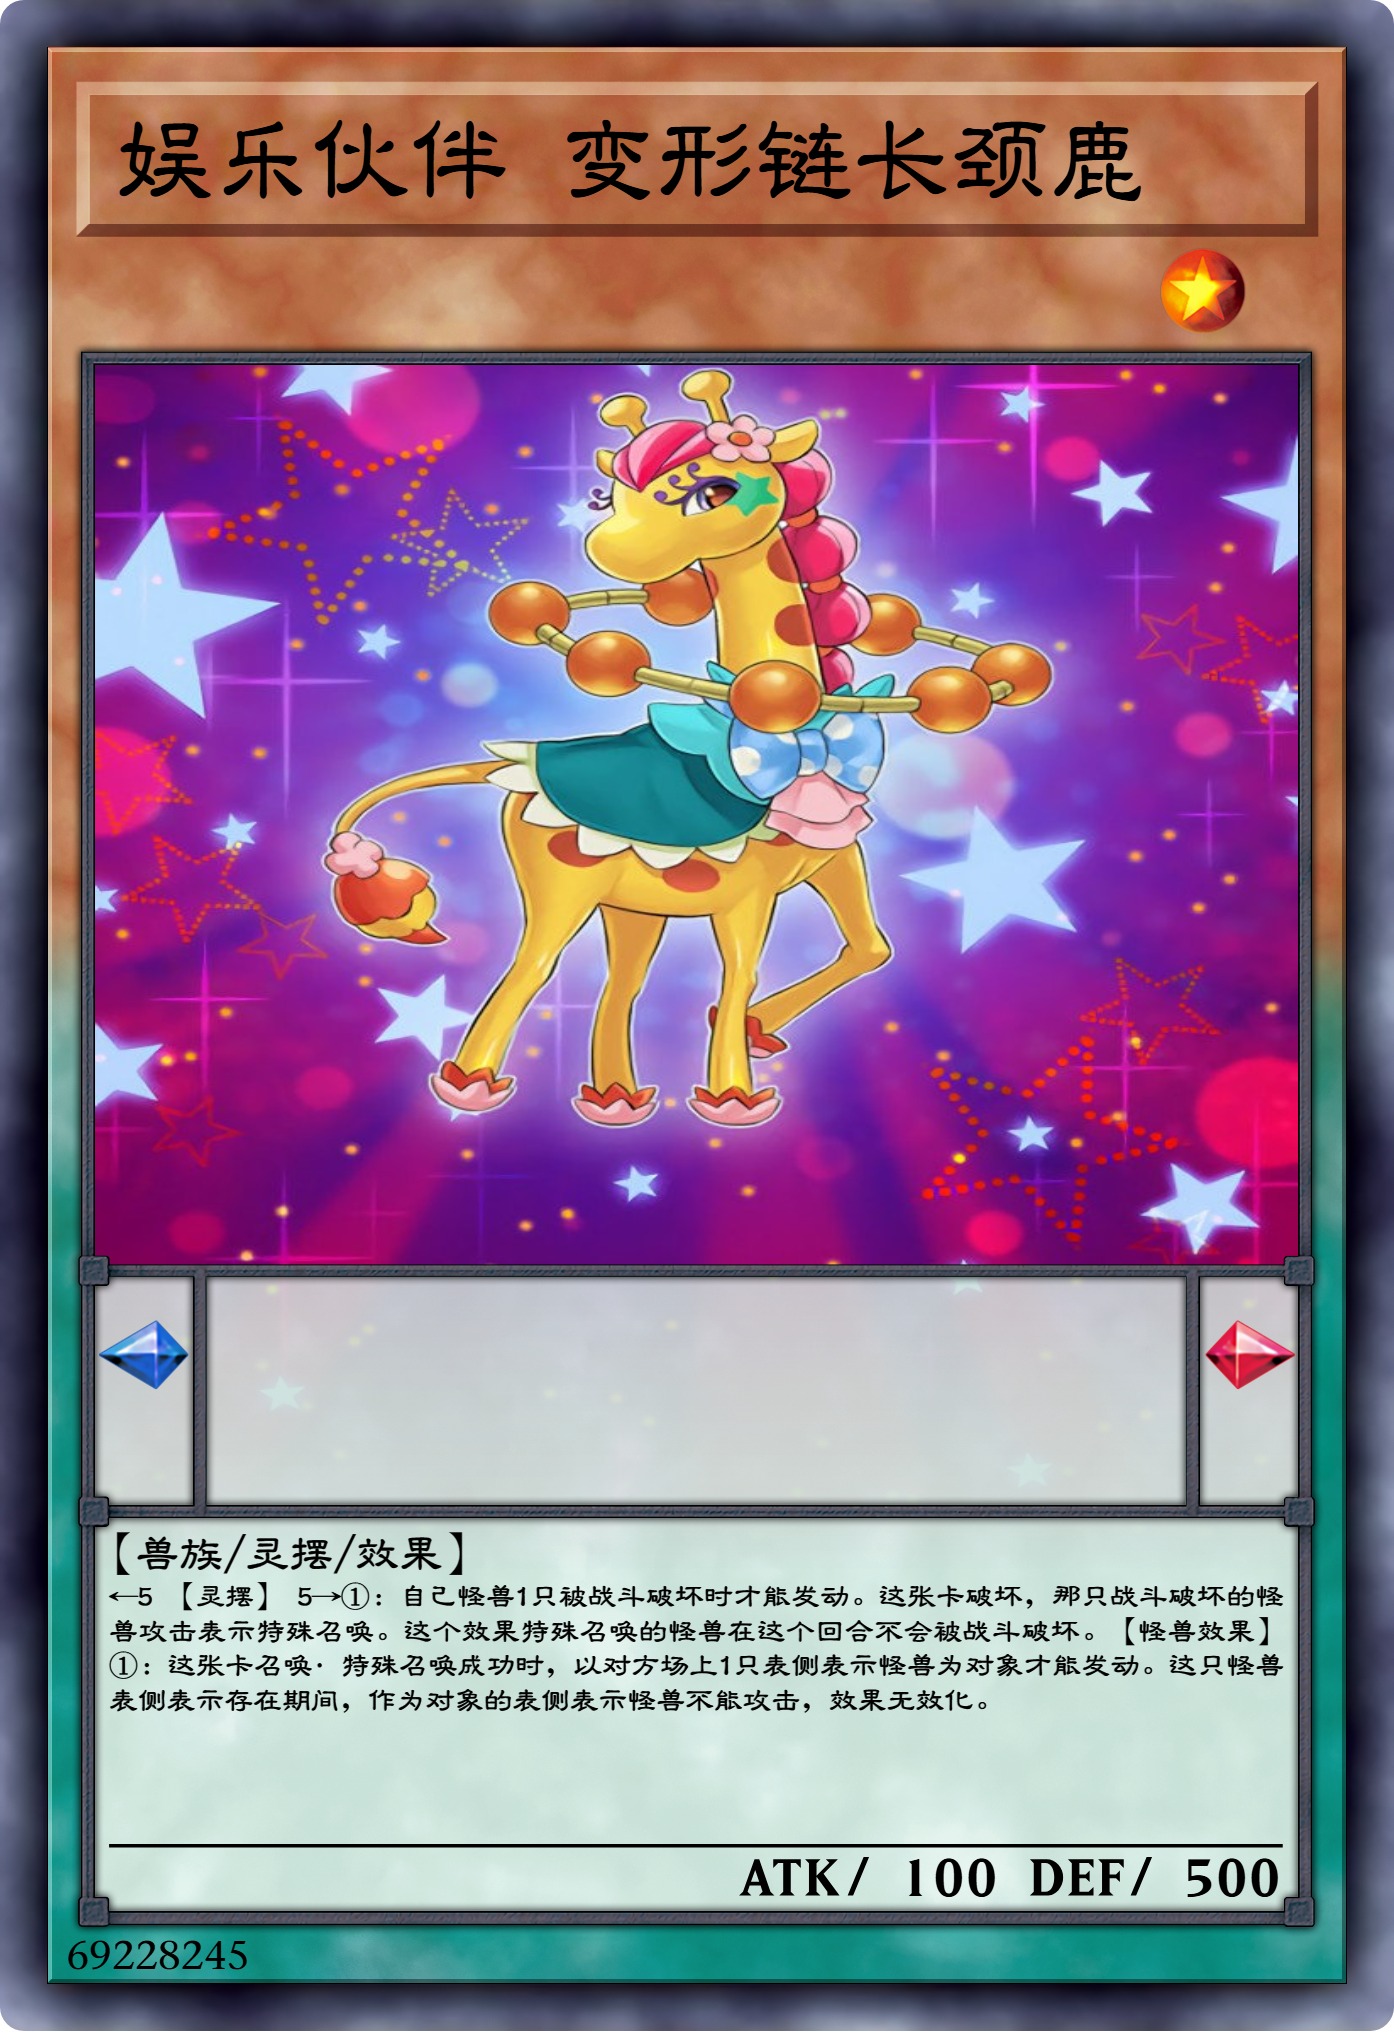 娱乐伙伴 变形链长颈鹿
【兽族/灵摆/效果】
←5 【灵摆】 5→①：自己怪兽1只被战斗破坏时才能发动。这张卡破坏，那只战斗破坏的怪
兽攻击表示特殊召唤。这个效果特殊召唤的怪兽在这个回合不会被战斗破坏。【怪兽效果】
①：这张卡召唤·特殊召唤成功时，以对方场上1只表侧表示怪兽为对象才能发动。这只怪兽
表侧表示存在期间，作为对象的表侧表示怪兽不能攻击，效果无效化。
ATK/ 100 DEF/ 500
69228245